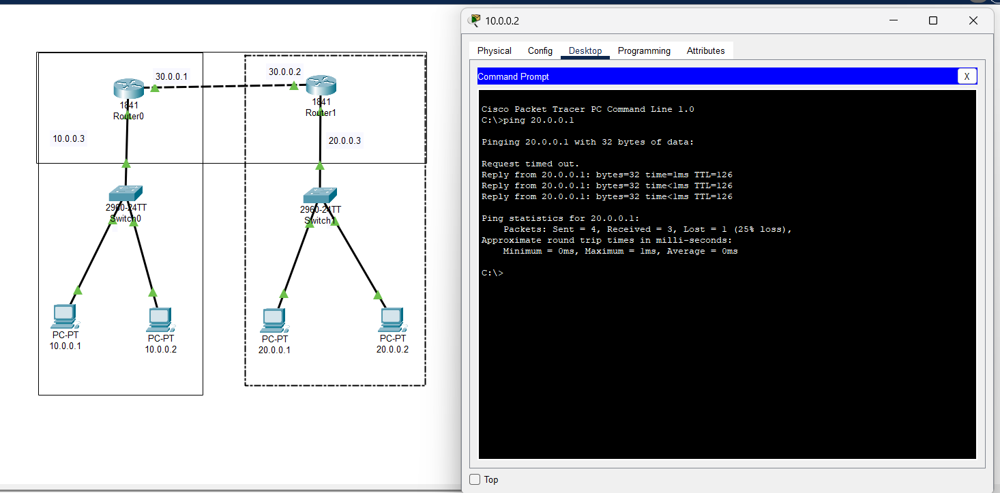 30.0.0.1
30.0.0.2
1841
Router0
1841
Router1
10.0.0.3
20.0.0.3
2960-24TT
Switch0
2960-24TT
Switch1
PC-PT
10.0.0.1
PC-PT
10.0.0.2
PC-PT
20.0.0.1
PC-PT
20.0.0.2
10.0.0.2
Physical Config Desktop Programming Attributes
Command Prompt X
Cisco Packet Tracer PC Command Line 1.0
C:\>ping 20.0.0.1
Pinging 20.0.0.1 with 32 bytes of data:
Request timed out.
Reply from 20.0.0.1: bytes=32 time=1ms TTL=126
Reply from 20.0.0.1: bytes=32 time<1ms TTL=126
Reply from 20.0.0.1: bytes=32 time<1ms TTL=126
Ping statistics for 20.0.0.1:
Packets: Sent = 4, Received = 3, Lost = 1 (25% loss),
Approximate round trip times in milli-seconds:
Minimum = 0ms, Maximum = 1ms, Average = 0ms
C:\>
Top